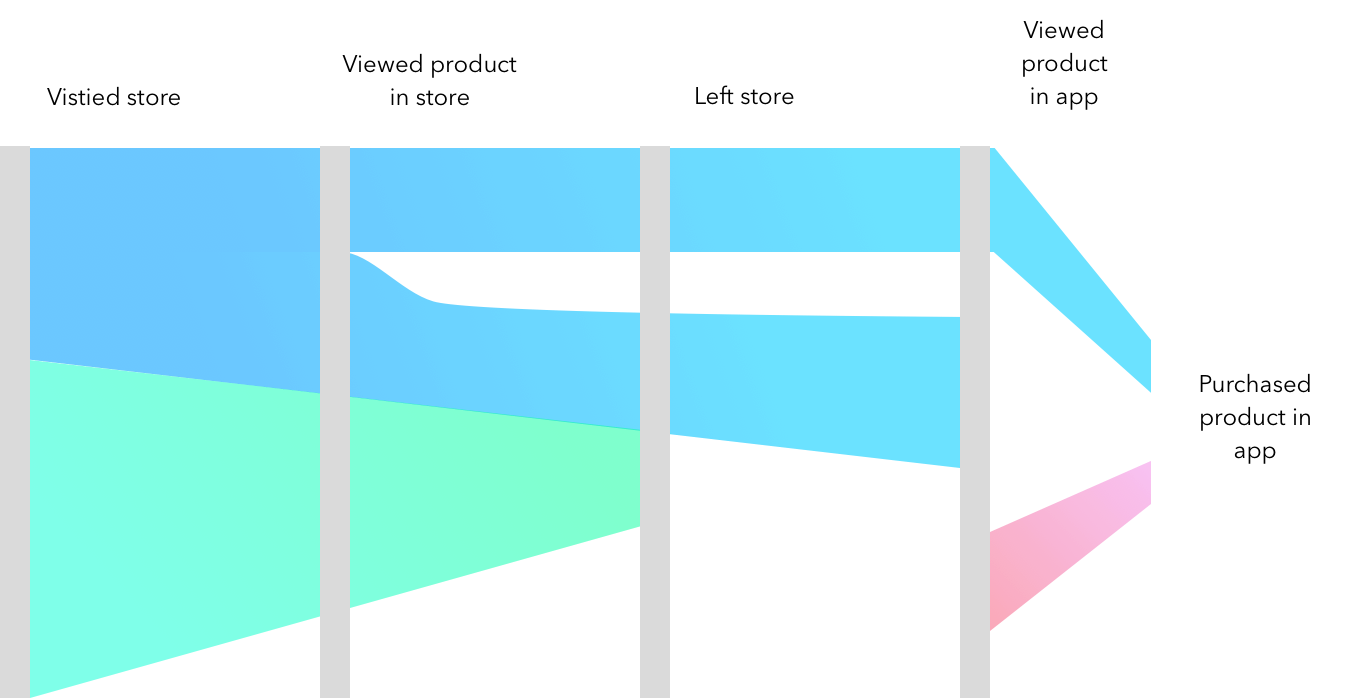 Vistied store
Viewed product
in store
Left store
Viewed
product
in app
Purchased
product in
app